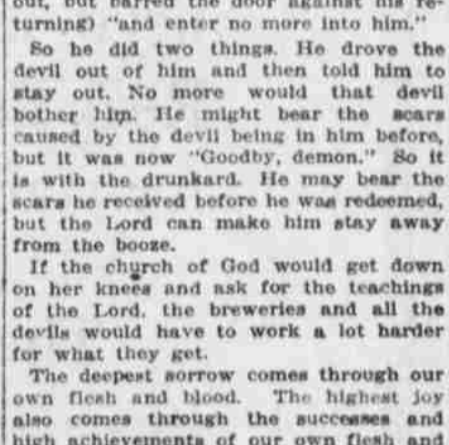 out, but barred the door against his re-
turning) "and enter no more into him."
So he did two things. He drove the
devil out of him and then told him to
stay out. No more would that devil
bother him. He might bear the scars
caused by the devil being in him before,
but it was now "Goodby, demon." So it
is with the drunkard. He may bear the
scars he received before he was redeemed,
but the Lord can make him stay away
from the booze.
If the church of God would get down
on her knees and ask for the teachings
of the Lord, the breweries and all the
devils would have to work a lot harder
for what they get.
The deepest sorrow comes through our
own flesh and blood. The highest joy
also comes through the successes and
high achievements of our own flesh and